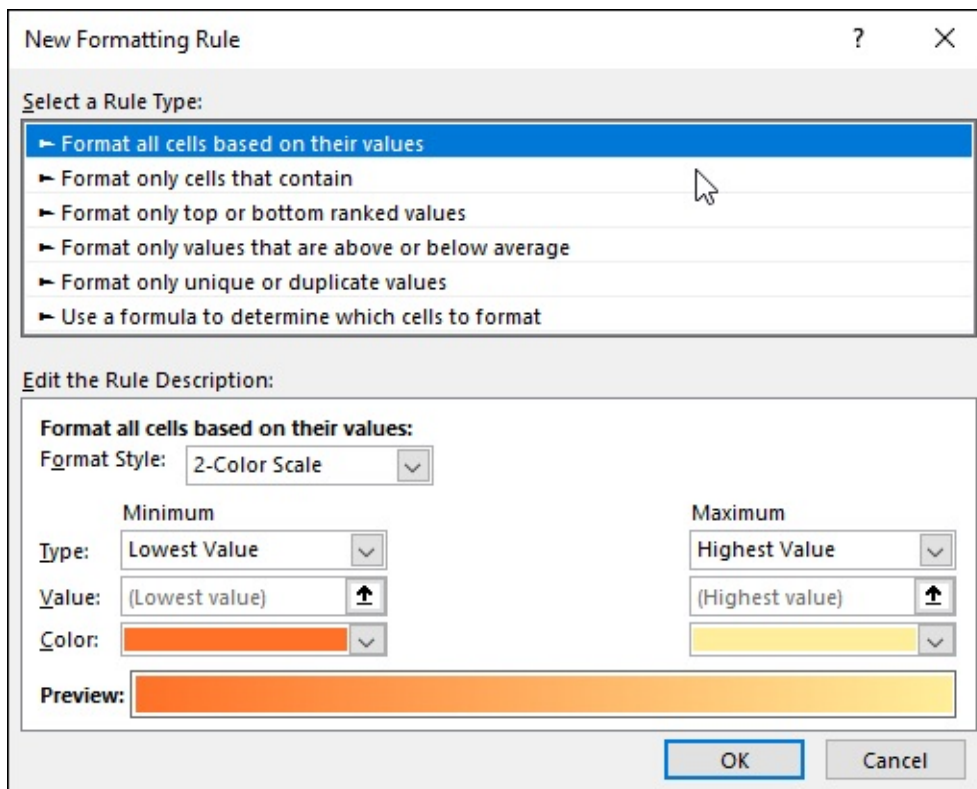 New Formatting Rule ?
Select a Rule Type:
► Format all cells based on their values
► Format only cells that contain
► Format only top or bottom ranked values
► Format only values that are above or below average
► Format only unique or duplicate values
► Use a formula to determine which cells to format
Edit the Rule Description:
Format all cells based on their values:
Format Style: 2-Color Scale
Minimum Maximum
Type: Lowest Value Highest Value
Value: (Lowest value) (Highest value)
Color:
Preview:
OK Cancel